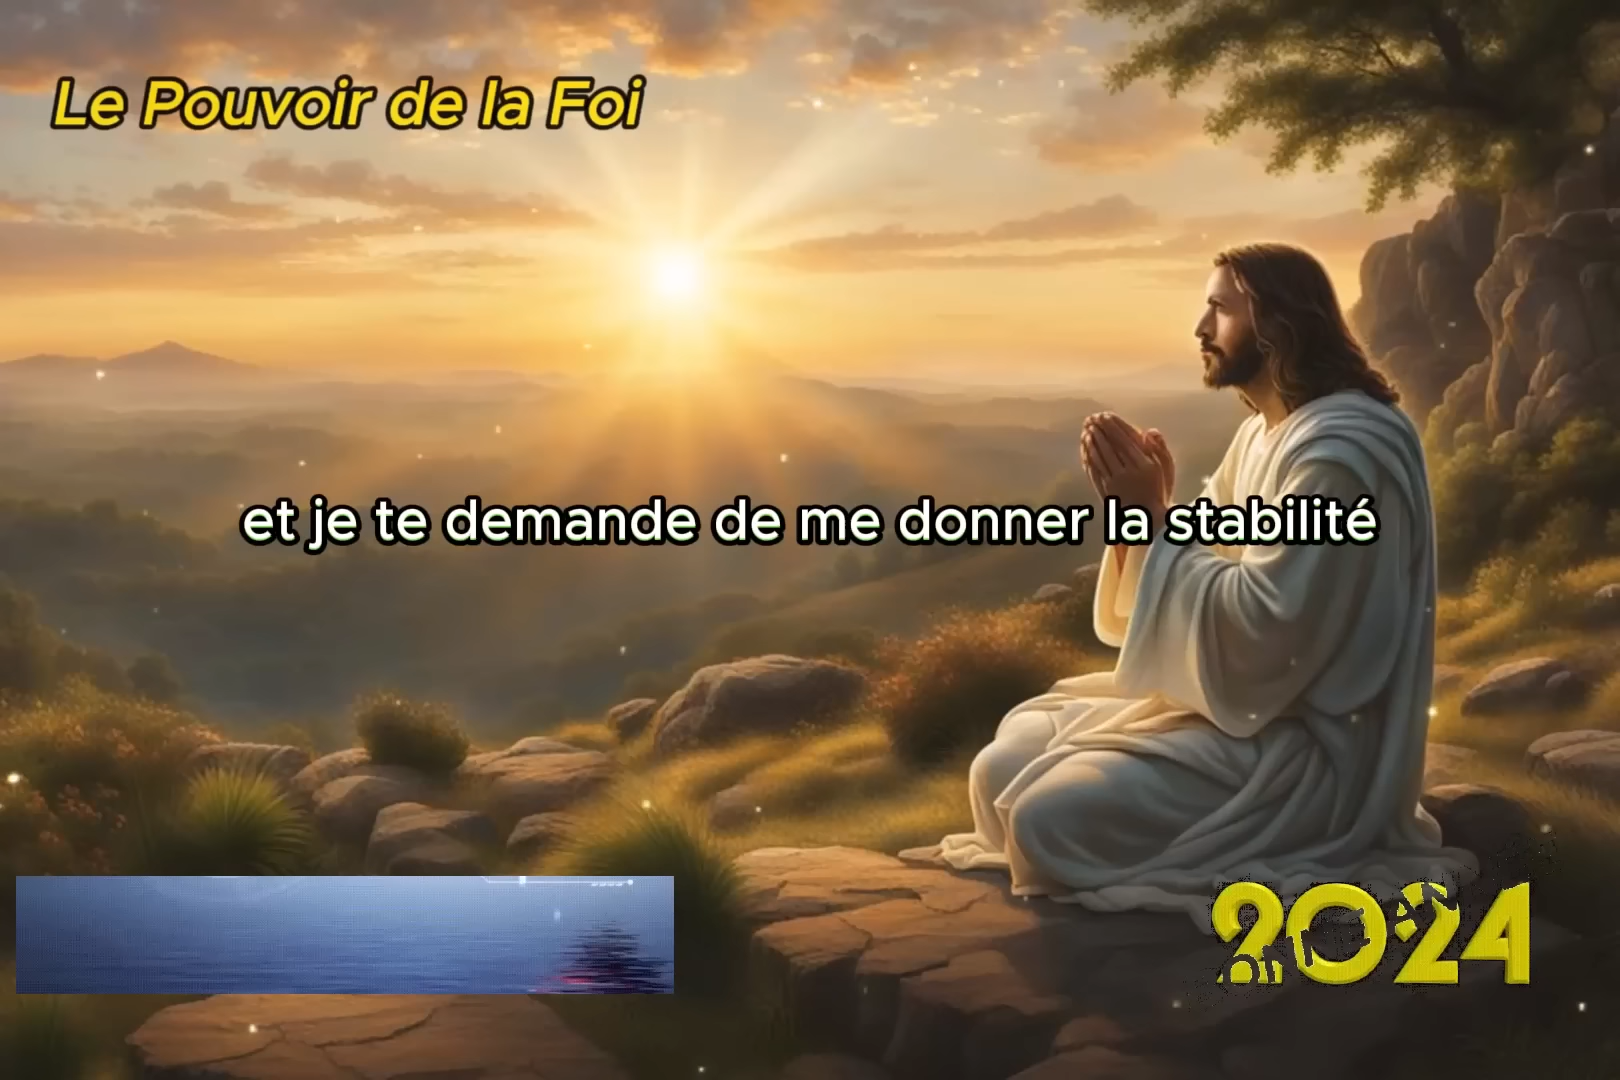 Le Pouvoir de la Foi
et je te demande de me donner la stabilité
2024